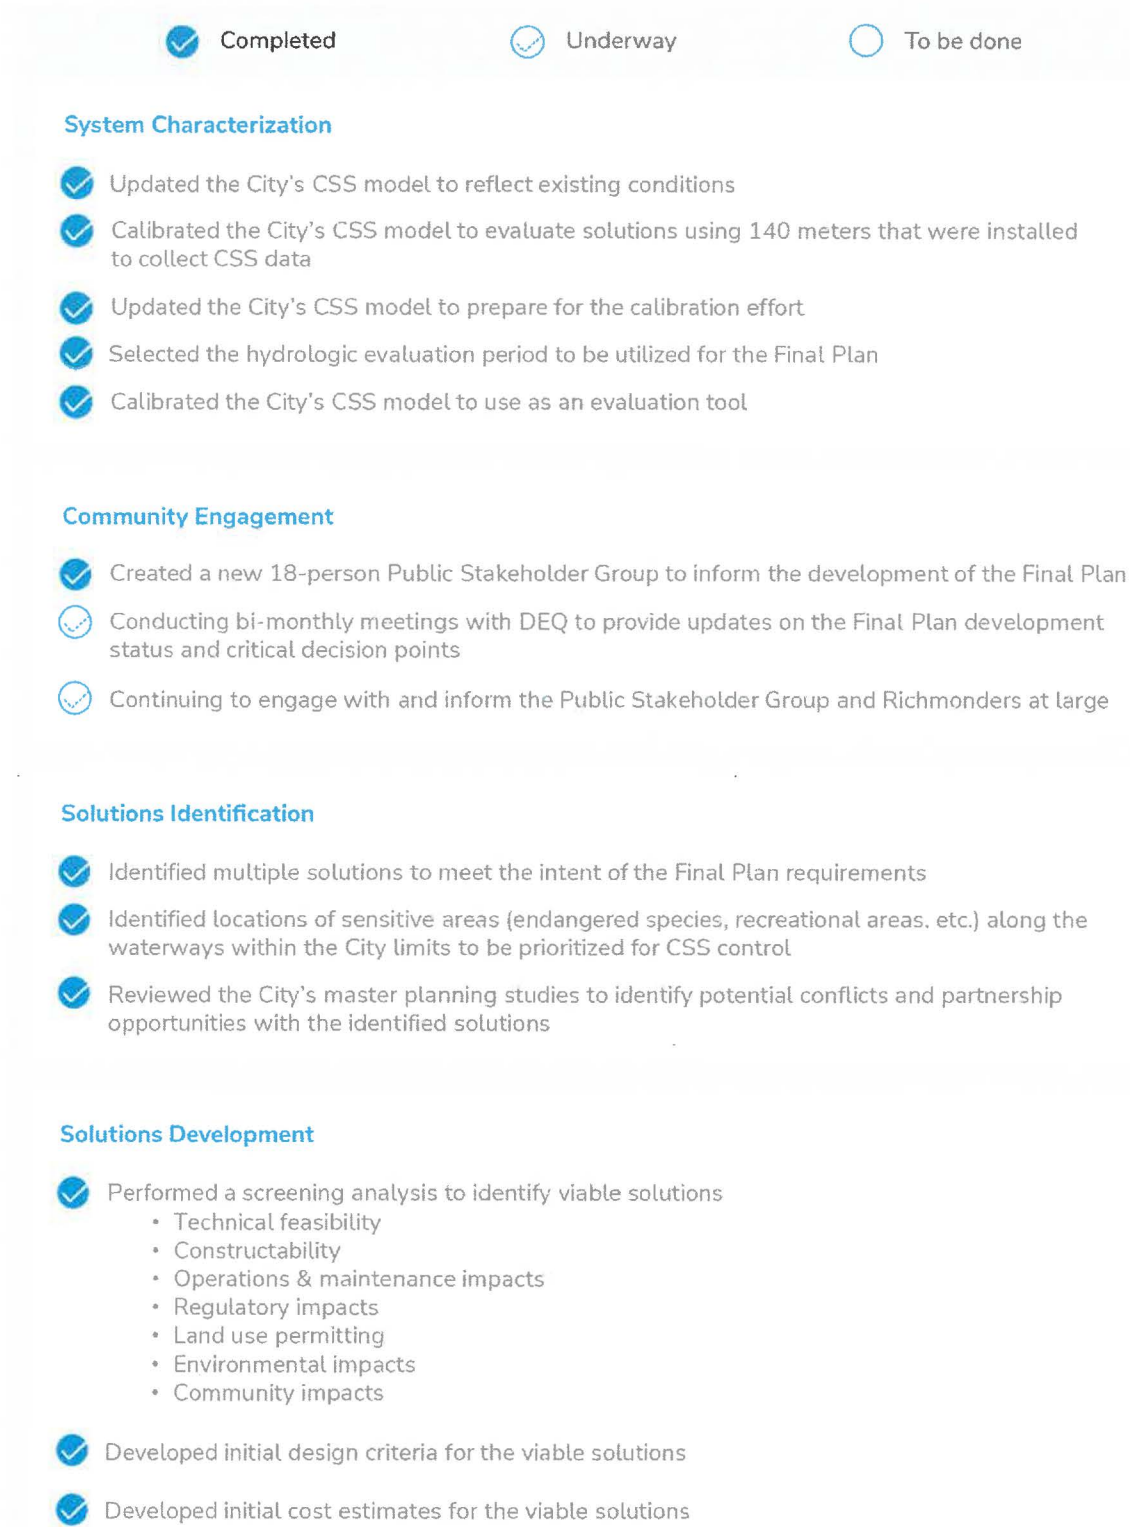 Completed
Underway
To be done
System Characterization
Updated the City's CSS model to reflect existing conditions
Calibrated the City's CSS model to evaluate solutions using 140 meters that were installed
to collect CSS data
Updated the City's CSS model to prepare for the calibration effort
Selected the hydrologic evaluation period to be utilized for the Final Plan
Calibrated the City's CSS model to use as an evaluation tool
Community Engagement
Created a new 18-person Public Stakeholder Group to inform the development of the Final Plan
Conducting bi-monthly meetings with DEQ to provide updates on the Final Plan development
status and critical decision points
Continuing to engage with and inform the Public Stakeholder Group and Richmonders at large
Solutions Identification
Identified multiple solutions to meet the intent of the Final Plan requirements
Identified locations of sensitive areas (endangered species, recreational areas, etc.) along the
waterways within the City limits to be prioritized for CSS control
Reviewed the City's master planning studies to identify potential conflicts and partnership
opportunities with the identified solutions
Solutions Development
Performed a screening analysis to identify viable solutions
• Technical feasibility
• Constructability
• Operations & maintenance impacts
• Regulatory impacts
• Land use permitting
• Environmental impacts
• Community impacts
Developed initial design criteria for the viable solutions
Developed initial cost estimates for the viable solutions